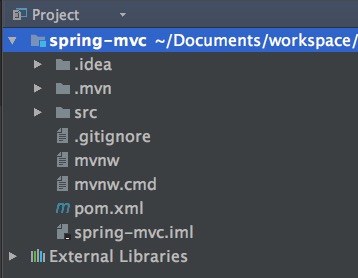 Project
spring-mvc ~/Documents/workspace/
.idea
.mvn
src
.gitignore
mvnw
mvnw.cmd
pom.xml
spring-mvc.iml
External Libraries